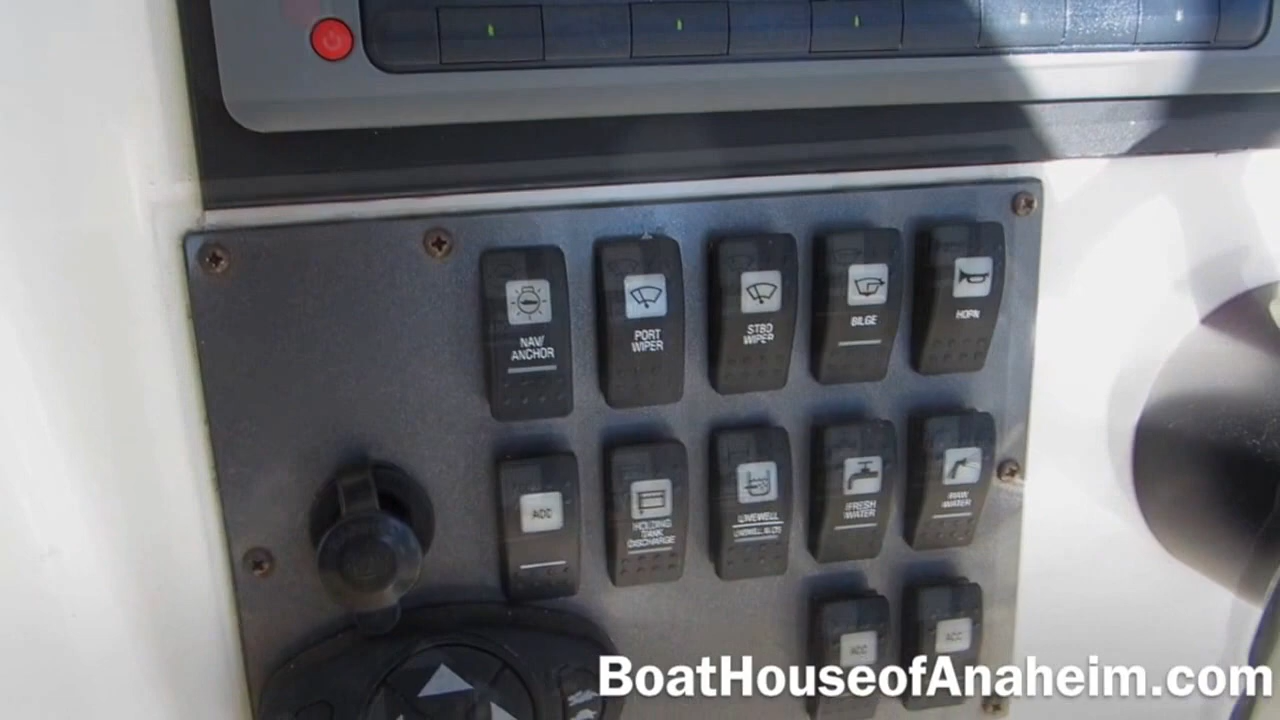 NAV/
ANCHOR
PORT
WIPER
STBD
WIPER
BILGE
HORN
ACC
HOLDING
TANK
DISCHARGE
LIVEWELL
FRESH
WATER
RAW
WATER
ACC
ACC
BoatHouseofAnaheim.com